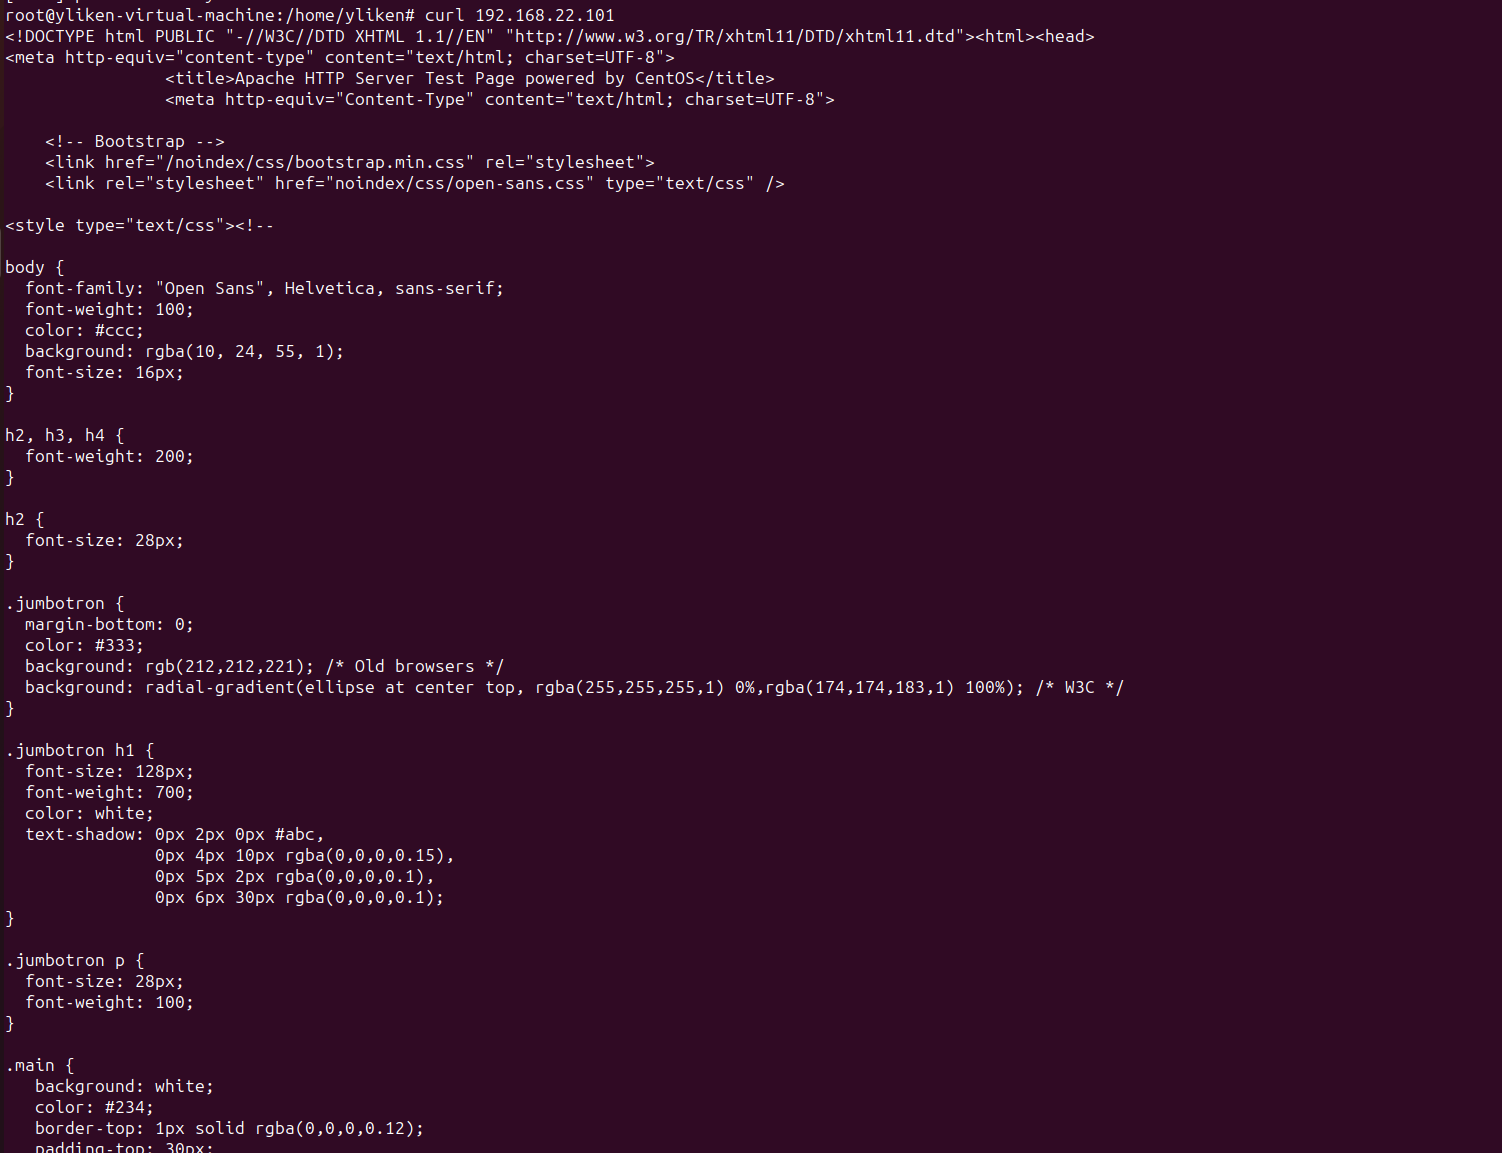 root@yliken-virtual-machine:/home/yliken# curl 192.168.22.101
<!DOCTYPE html PUBLIC "-//W3C//DTD XHTML 1.1//EN" "http://www.w3.org/TR/xhtml11/DTD/xhtml11.dtd"><html><head>
<meta http-equiv="content-type" content="text/html; charset=UTF-8">
                <title>Apache HTTP Server Test Page powered by CentOS</title>
                <meta http-equiv="Content-Type" content="text/html; charset=UTF-8">

    <!-- Bootstrap -->
    <link href="/noindex/css/bootstrap.min.css" rel="stylesheet">
    <link rel="stylesheet" href="noindex/css/open-sans.css" type="text/css" />

<style type="text/css"><!--

body {
  font-family: "Open Sans", Helvetica, sans-serif;
  font-weight: 100;
  color: #ccc;
  background: rgba(10, 24, 55, 1);
  font-size: 16px;
}

h2, h3, h4 {
  font-weight: 200;
}

h2 {
  font-size: 28px;
}

.jumbotron {
  margin-bottom: 0;
  color: #333;
  background: rgb(212,212,221); /* Old browsers */
  background: radial-gradient(ellipse at center top, rgba(255,255,255,1) 0%,rgba(174,174,183,1) 100%); /* W3C */
}

.jumbotron h1 {
  font-size: 128px;
  font-weight: 700;
  color: white;
  text-shadow: 0px 2px 0px #abc,
               0px 4px 10px rgba(0,0,0,0.15),
               0px 5px 2px rgba(0,0,0,0.1),
               0px 6px 30px rgba(0,0,0,0.1);
}

.jumbotron p {
  font-size: 28px;
  font-weight: 100;
}

.main {
   background: white;
   color: #234;
   border-top: 1px solid rgba(0,0,0,0.12);
   padding-top: 30px;